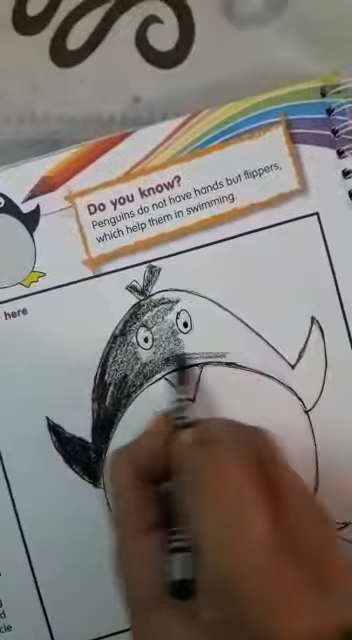 Do you know?
Penguins do not have hands but flippers,
which help them in swimming.
here